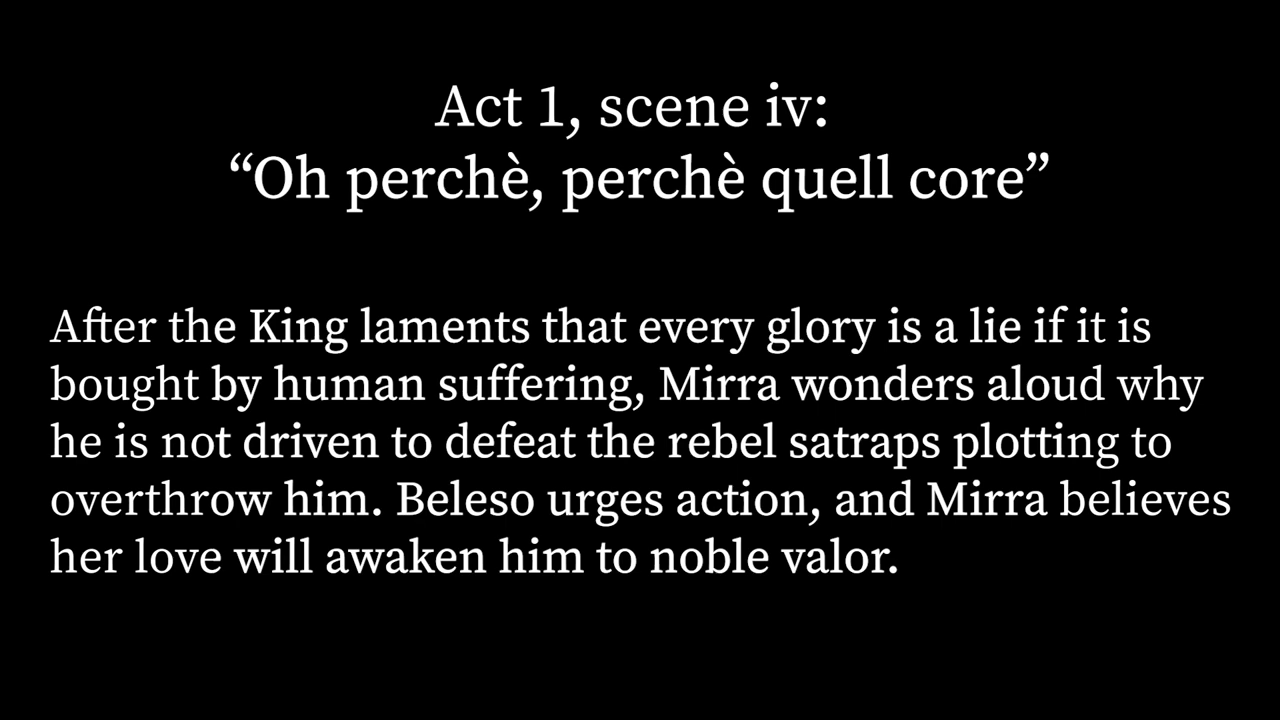 Act 1, scene iv:
“Oh perchè, perchè quell core”
After the King laments that every glory is a lie if it is
bought by human suffering, Mirra wonders aloud why
he is not driven to defeat the rebel satraps plotting to
overthrow him. Beleso urges action, and Mirra believes
her love will awaken him to noble valor.